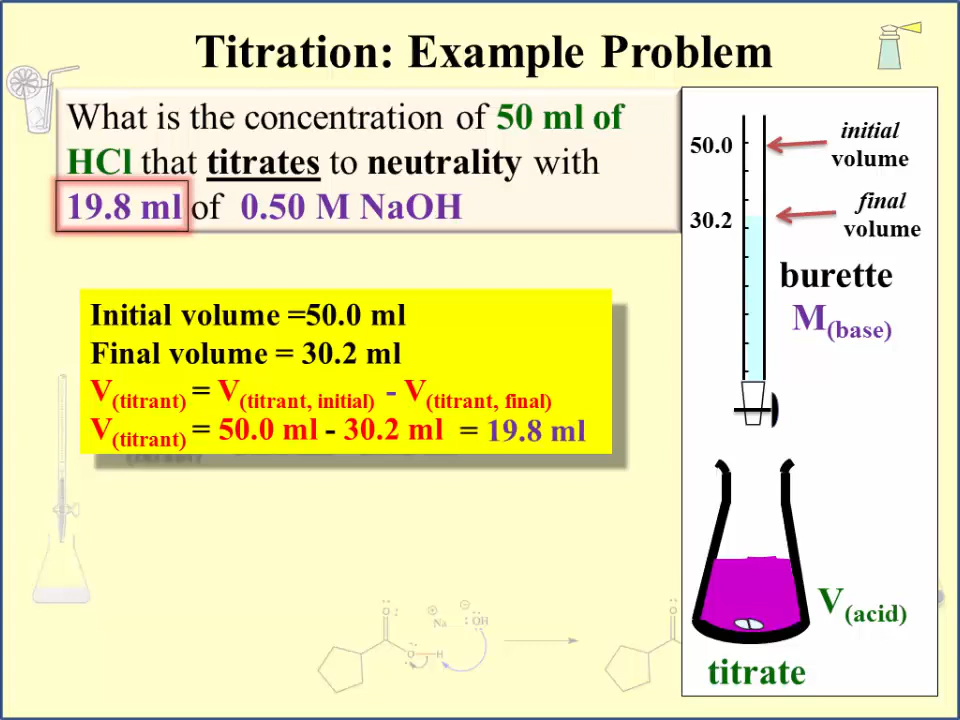 Titration: Example Problem
What is the concentration of 50 ml of
HCl that titrates to neutrality with
19.8 ml of 0.50 M NaOH
Initial volume =50.0 ml
Final volume = 30.2 ml
V(titrant) = V(titrant, initial) - V(titrant, final)
V(titrant) = 50.0 ml - 30.2 ml = 19.8 ml
50.0
initial
volume
30.2
final
volume
burette
M(base)
V(acid)
titrate
O
Na
OH
O H
O